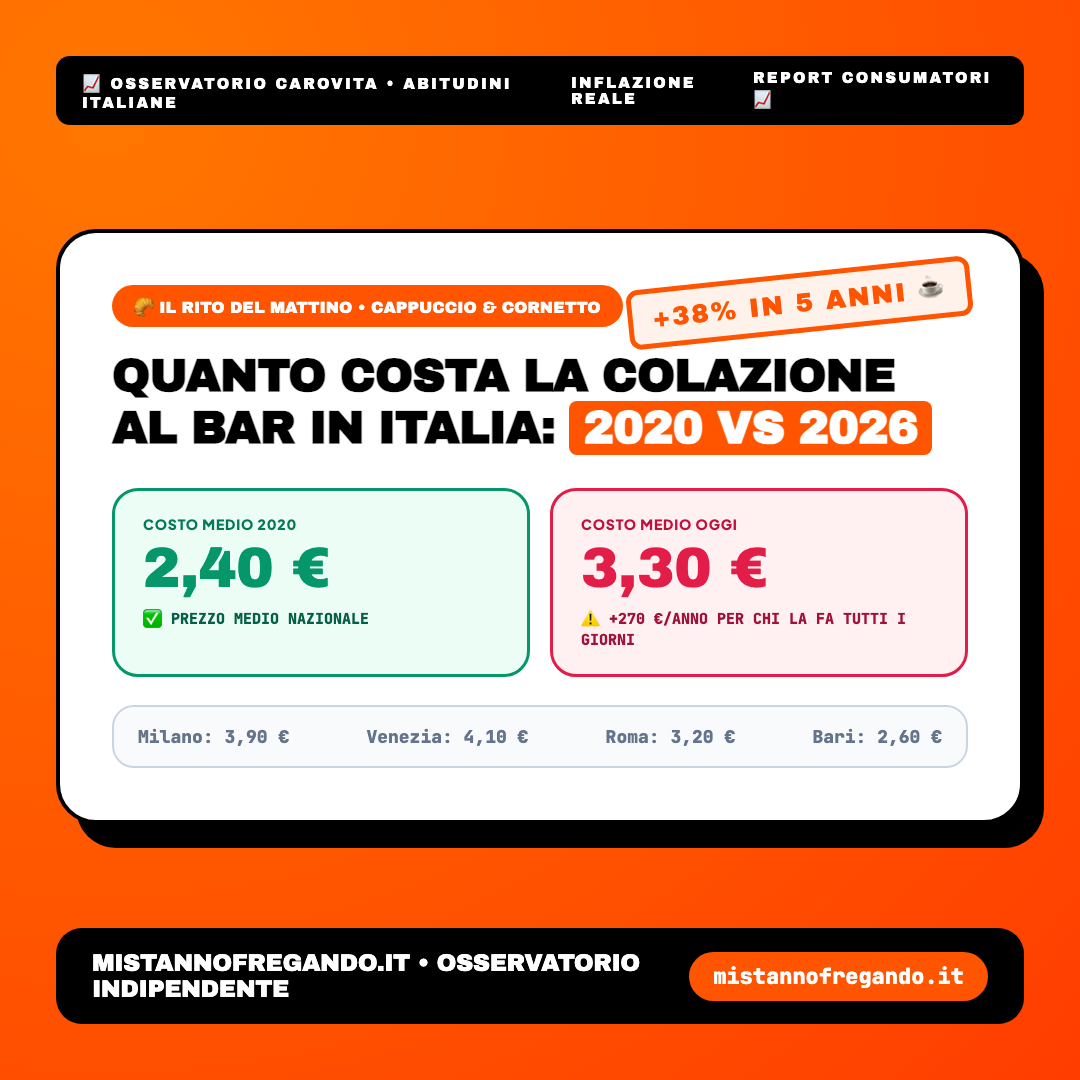 📈 OSSERVATORIO CAROVITA • ABITUDINI
ITALIANE
INFLAZIONE
REALE
REPORT CONSUMATORI
📈
🥐 IL RITO DEL MATTINO • CAPPUCCIO & CORNETTO
+38% IN 5 ANNI ☕
QUANTO COSTA LA COLAZIONE
AL BAR IN ITALIA: 2020 VS 2026
COSTO MEDIO 2020
2,40 €
✅ PREZZO MEDIO NAZIONALE
COSTO MEDIO OGGI
3,30 €
⚠️ +270 €/ANNO PER CHI LA FA TUTTI I
GIORNI
Milano: 3,90 €
Venezia: 4,10 €
Roma: 3,20 €
Bari: 2,60 €
MISTANNOFREGANDO.IT • OSSERVATORIO
INDIPENDENTE
mistannofregando.it